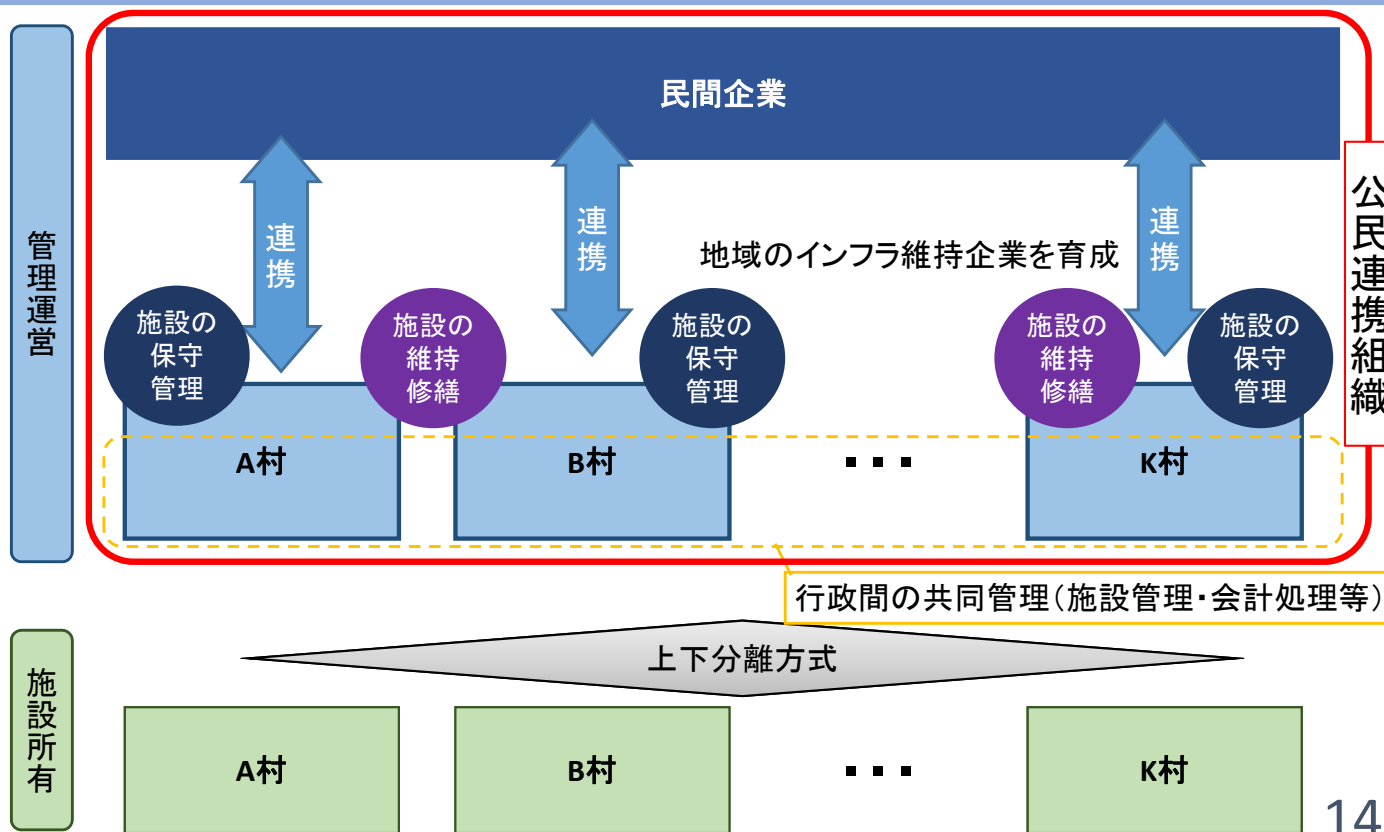 管理運営
民間企業
連携
連携
連携
地域のインフラ維持企業を育成
公民連携組織
施設の
保守
管理
施設の
維持
修繕
施設の
保守
管理
施設の
維持
修繕
施設の
保守
管理
A村
B村
・・・
K村
行政間の共同管理(施設管理・会計処理等)
上下分離方式
施設所有
A村
B村
・・・
K村
14